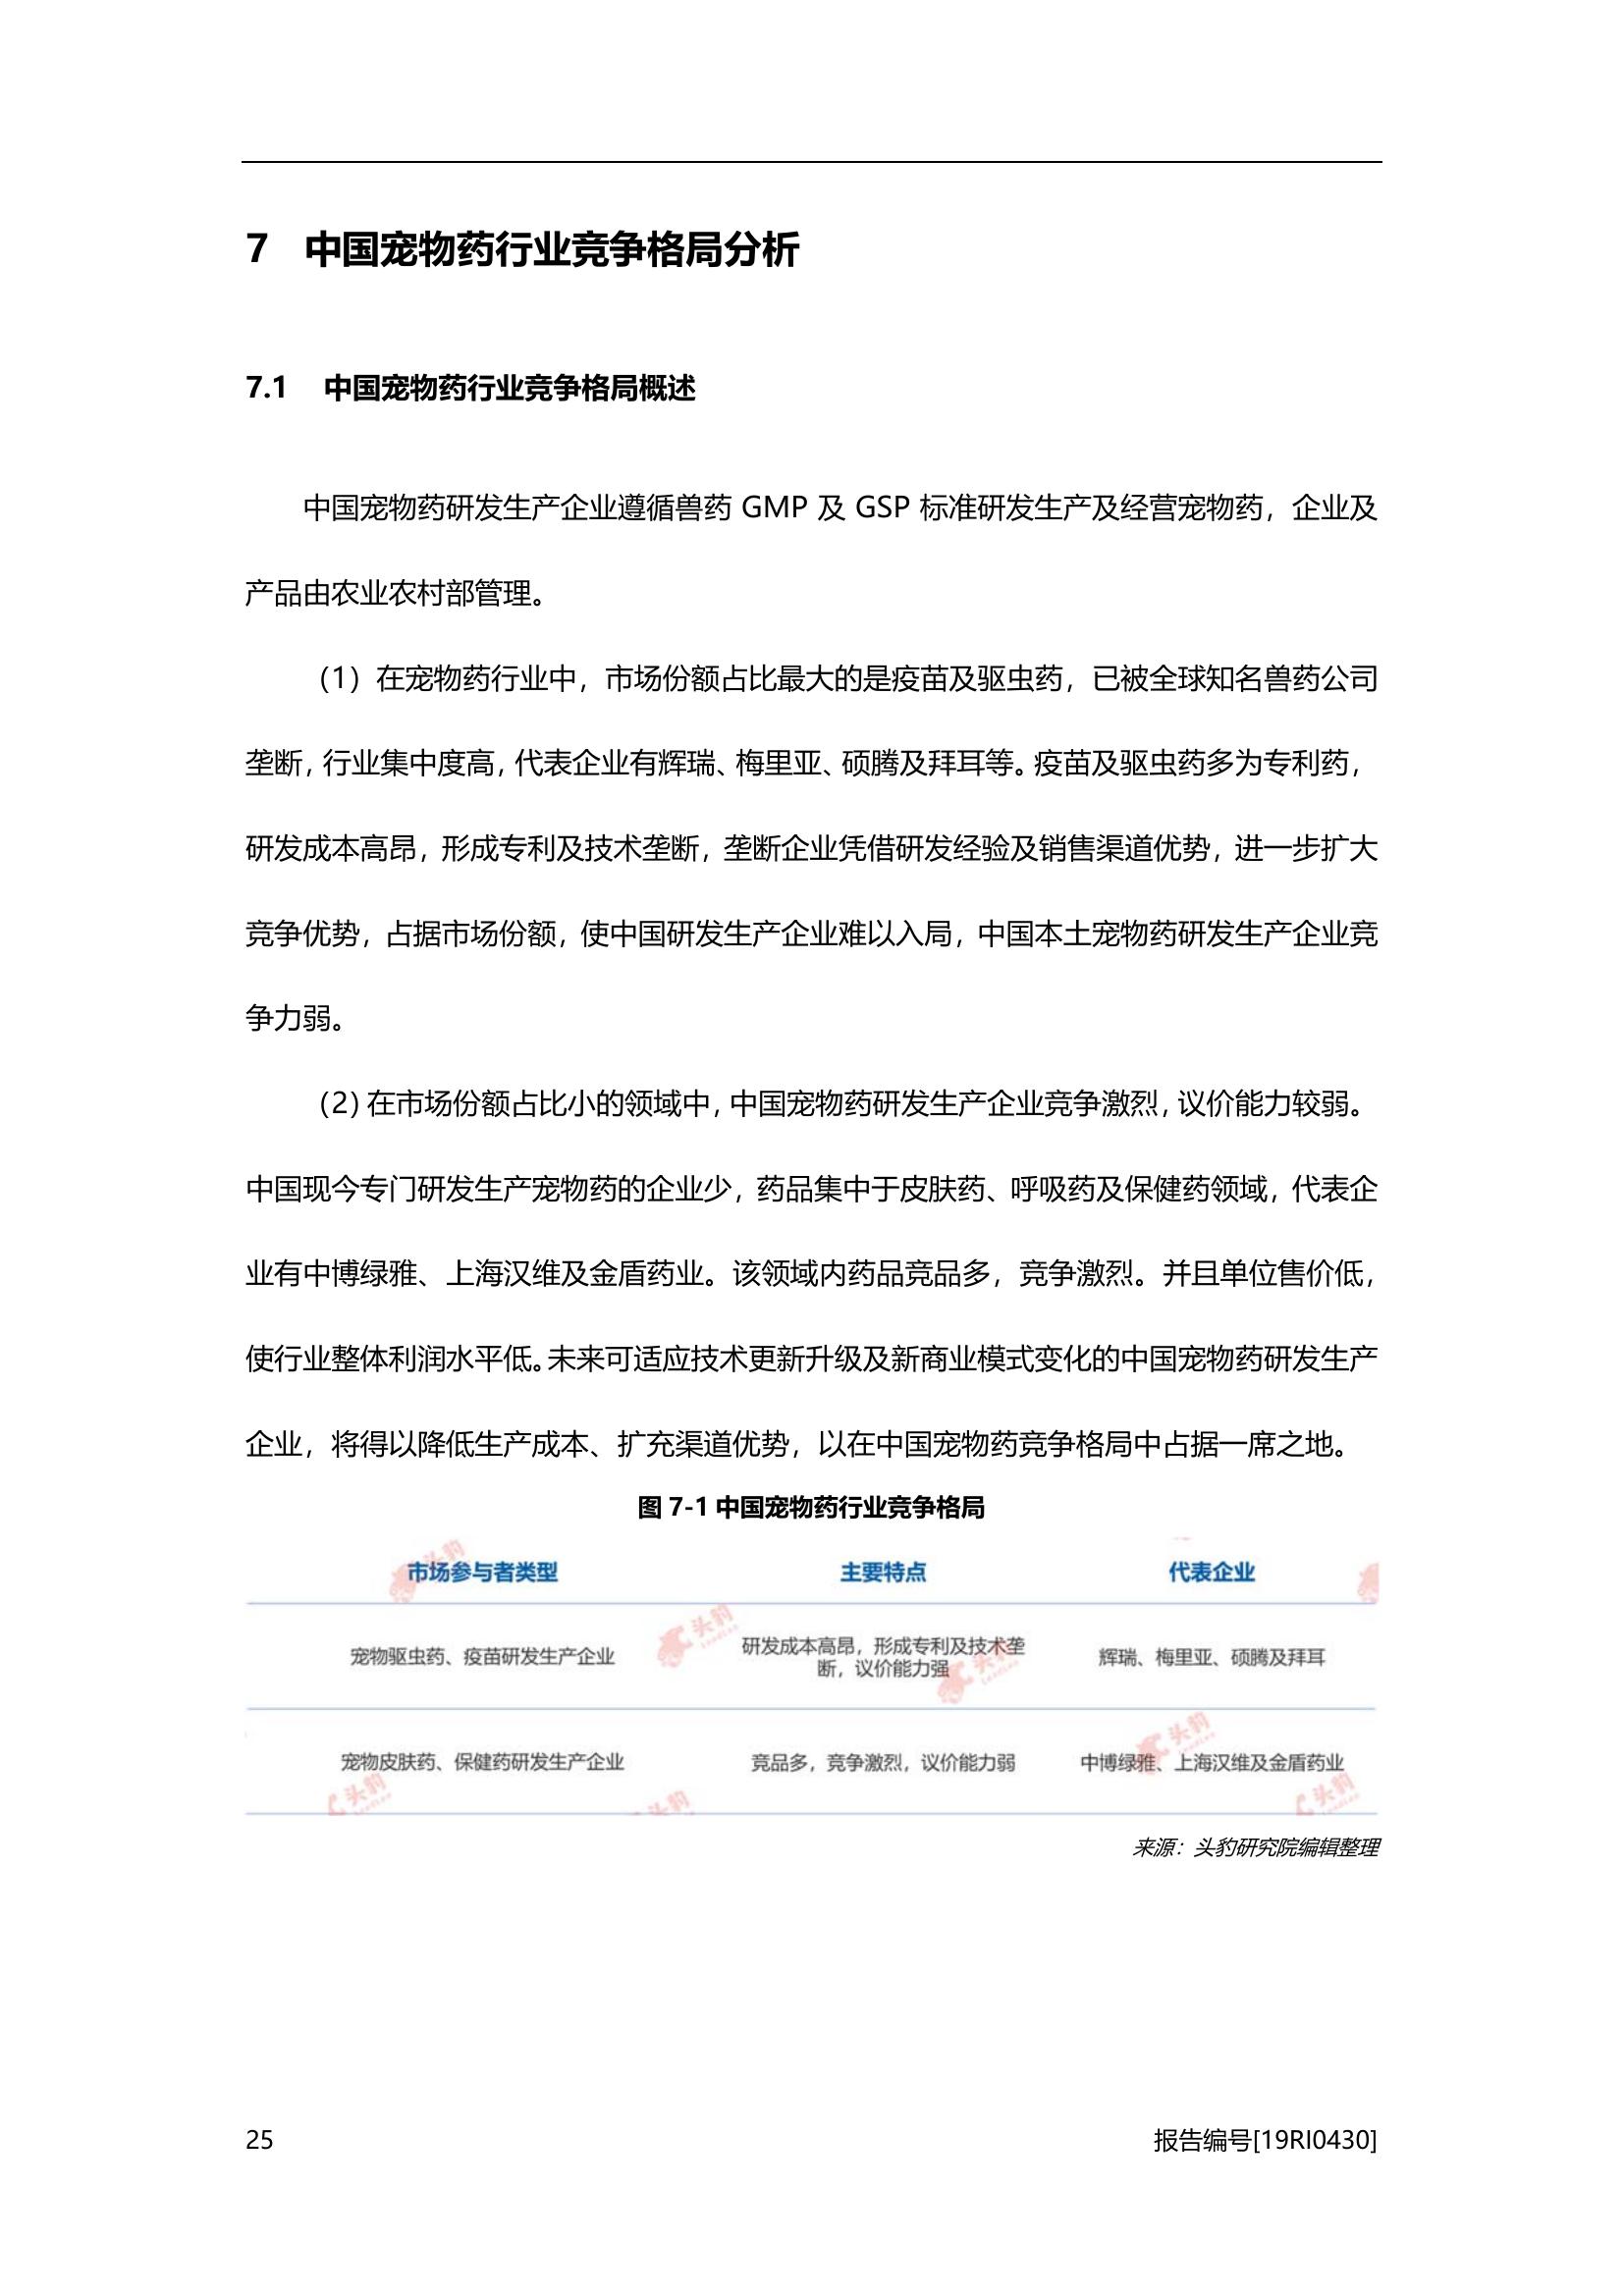 7 中国宠物药行业竞争格局分析
7.1 中国宠物药行业竞争格局概述
中国宠物药研发生产企业遵循兽药 GMP 及 GSP 标准研发生产及经营宠物药，企业及
产品由农业农村部管理。
（1）在宠物药行业中，市场份额占比最大的是疫苗及驱虫药，已被全球知名兽药公司
垄断，行业集中度高，代表企业有辉瑞、梅里亚、硕腾及拜耳等。疫苗及驱虫药多为专利药，
研发成本高昂，形成专利及技术垄断，垄断企业凭借研发经验及销售渠道优势，进一步扩大
竞争优势，占据市场份额，使中国研发生产企业难以入局，中国本土宠物药研发生产企业竞
争力弱。
（2）在市场份额占比小的领域中，中国宠物药研发生产企业竞争激烈，议价能力较弱。
中国现今专门研发生产宠物药的企业少，药品集中于皮肤药、呼吸药及保健药领域，代表企
业有中博绿雅、上海汉维及金盾药业。该领域内药品竞品多，竞争激烈。并且单位售价低，
使行业整体利润水平低。未来可适应技术更新升级及新商业模式变化的中国宠物药研发生产
企业，将得以降低生产成本、扩充渠道优势，以在中国宠物药竞争格局中占据一席之地。
图 7-1 中国宠物药行业竞争格局
市场参与者类型 主要特点 代表企业
宠物驱虫药、疫苗研发生产企业 研发成本高昂，形成专利及技术垄
断，议价能力强 辉瑞、梅里亚、硕腾及拜耳
宠物皮肤药、保健药研发生产企业 竞品多，竞争激烈，议价能力弱 中博绿雅、上海汉维及金盾药业
头豹
头豹
头豹
头豹
头豹
头豹
头豹
来源：头豹研究院编辑整理
25 报告编号[19RI0430]